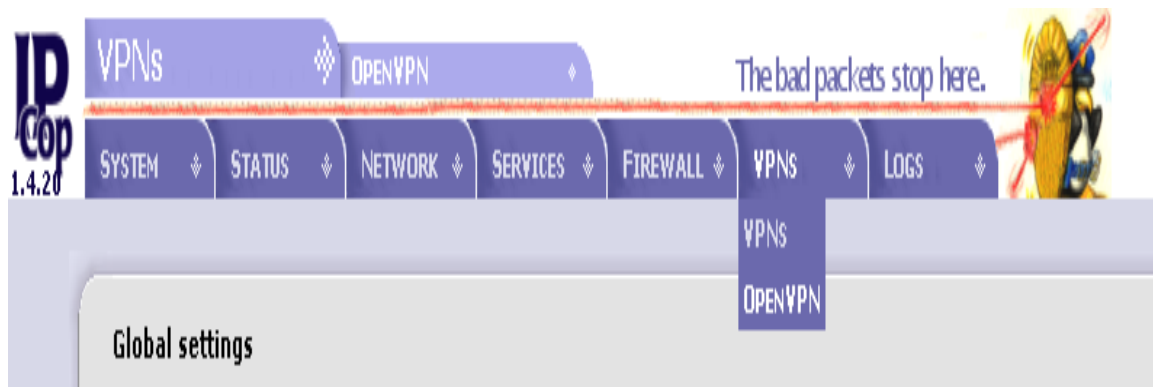 IP
Cop
1.4.20
VPNs OPENVPN
The bad packets stop here.
SYSTEM STATUS NETWORK SERVICES FIREWALL VPNs LOGS
VPNs
OPENVPN
Global settings